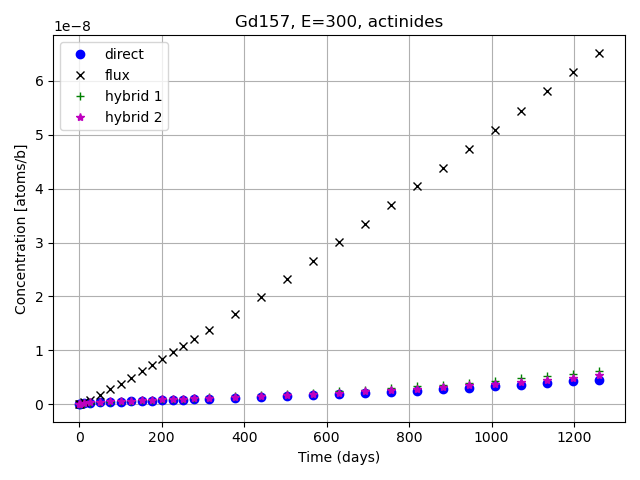 Gd157, E=300, actinides
1e−8
direct
flux
hybrid 1
hybrid 2
6
5
4
3
2
1
0
Concentration [atoms/b]
0 200 400 600 800 1000 1200
Time (days)